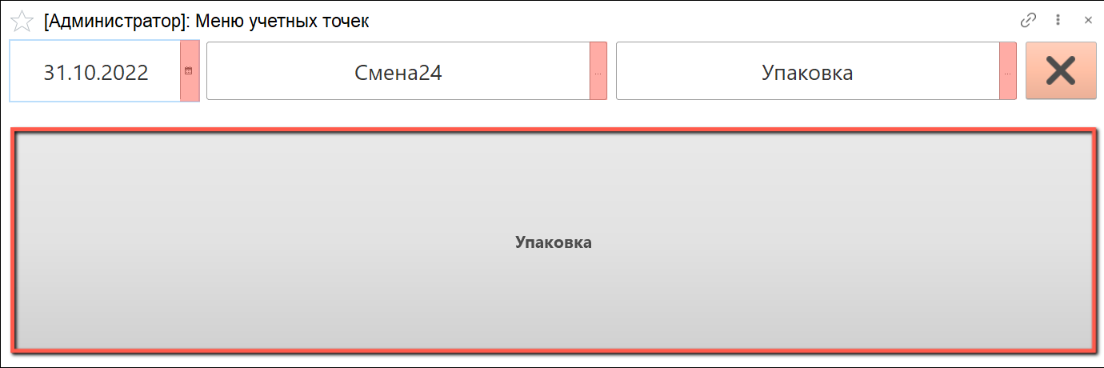 [Администратор]: Меню учетных точек
31.10.2022
Смена24
...
Упаковка
...
Упаковка